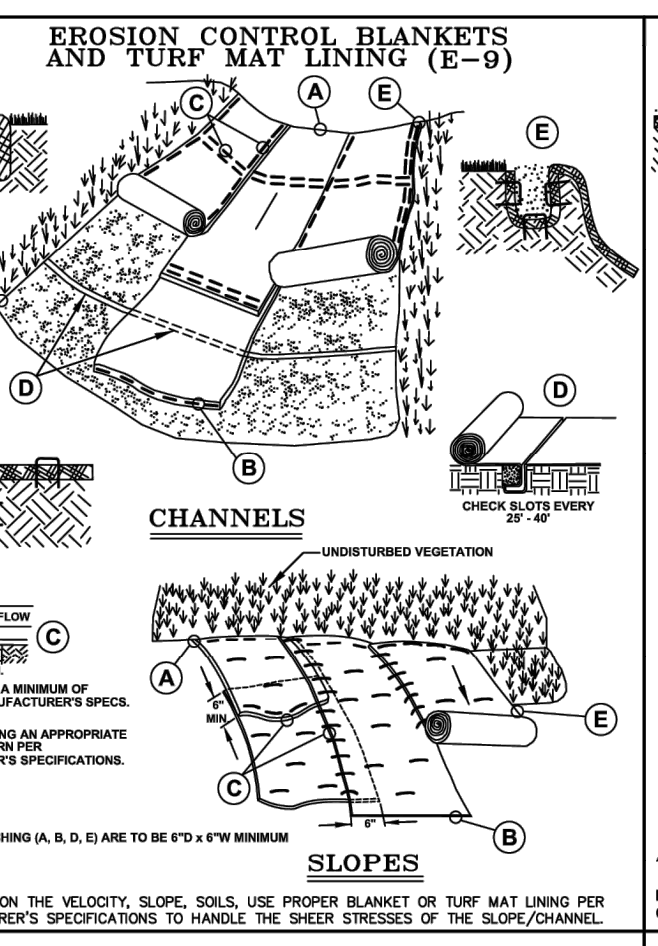 EROSION CONTROL BLANKETS
AND TURF MAT LINING (E-9)
C
A
E
E
D
D
B
CHECK SLOTS EVERY
25' - 40'
CHANNELS
UNDISTURBED VEGETATION
FLOW
C
A
A MINIMUM OF
UFACTURER'S SPECS.
6"
MIN
E
NG AN APPROPRIATE
RN PER
R'S SPECIFICATIONS.
C
6"
B
HING (A, B, D, E) ARE TO BE 6"D x 6"W MINIMUM
SLOPES
ON THE VELOCITY, SLOPE, SOILS, USE PROPER BLANKET OR TURF MAT LINING PER
RER'S SPECIFICATIONS TO HANDLE THE SHEER STRESSES OF THE SLOPE/CHANNEL.